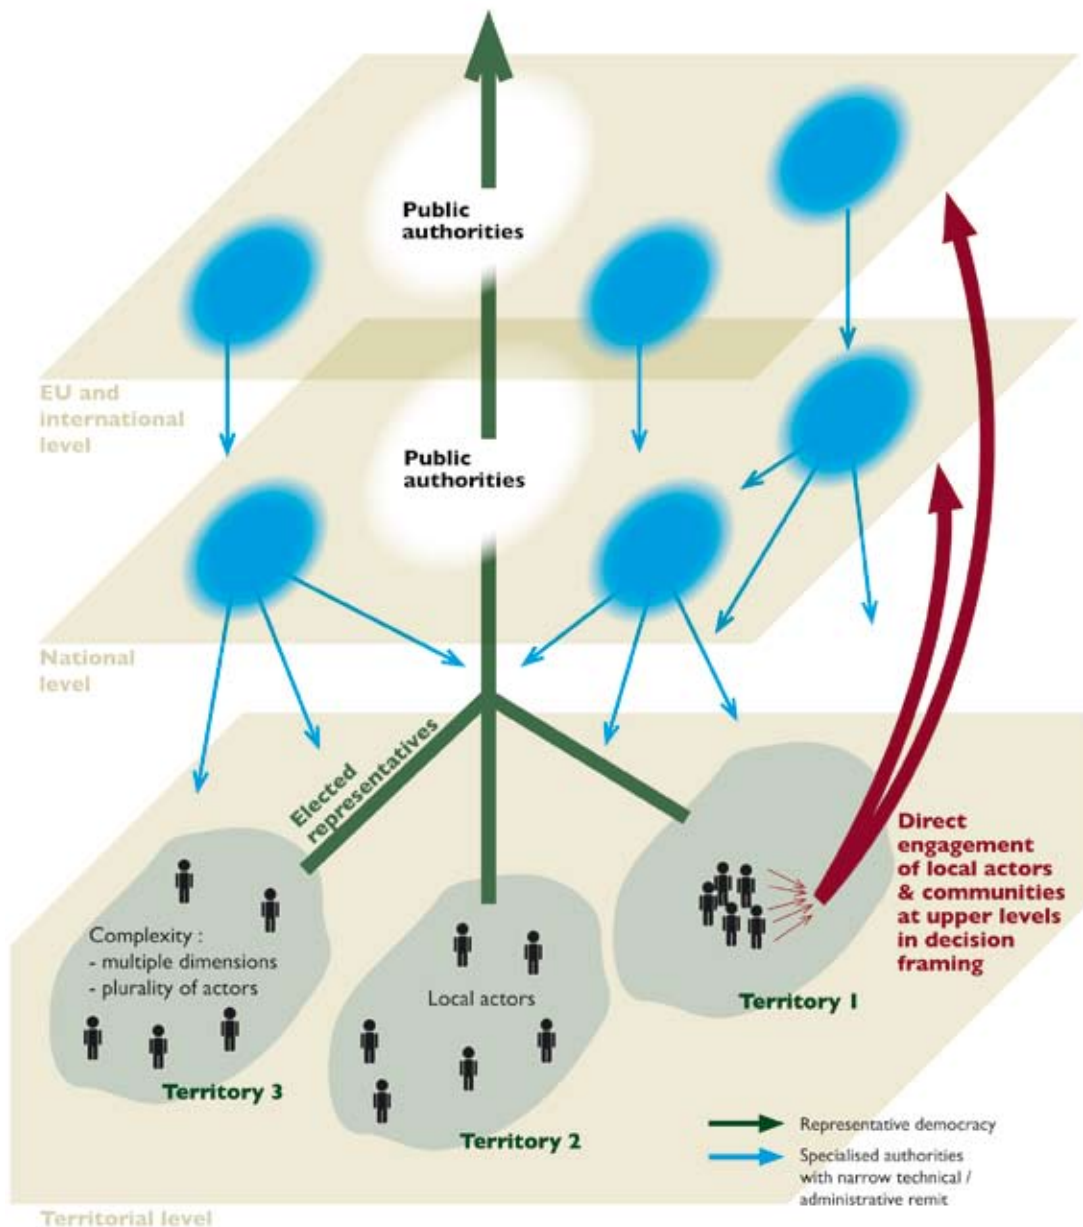 Public
authorities
EU and
international
level
Public
authorities
National
level
Elected
representatives
Direct
engagement
of local actors
& communities
at upper levels
in decision
framing
Complexity :
- multiple dimensions
- plurality of actors
Local actors
Territory 1
Territory 3
Territory 2
Representative democracy
Specialised authorities
with narrow technical /
administrative remit
Territorial level